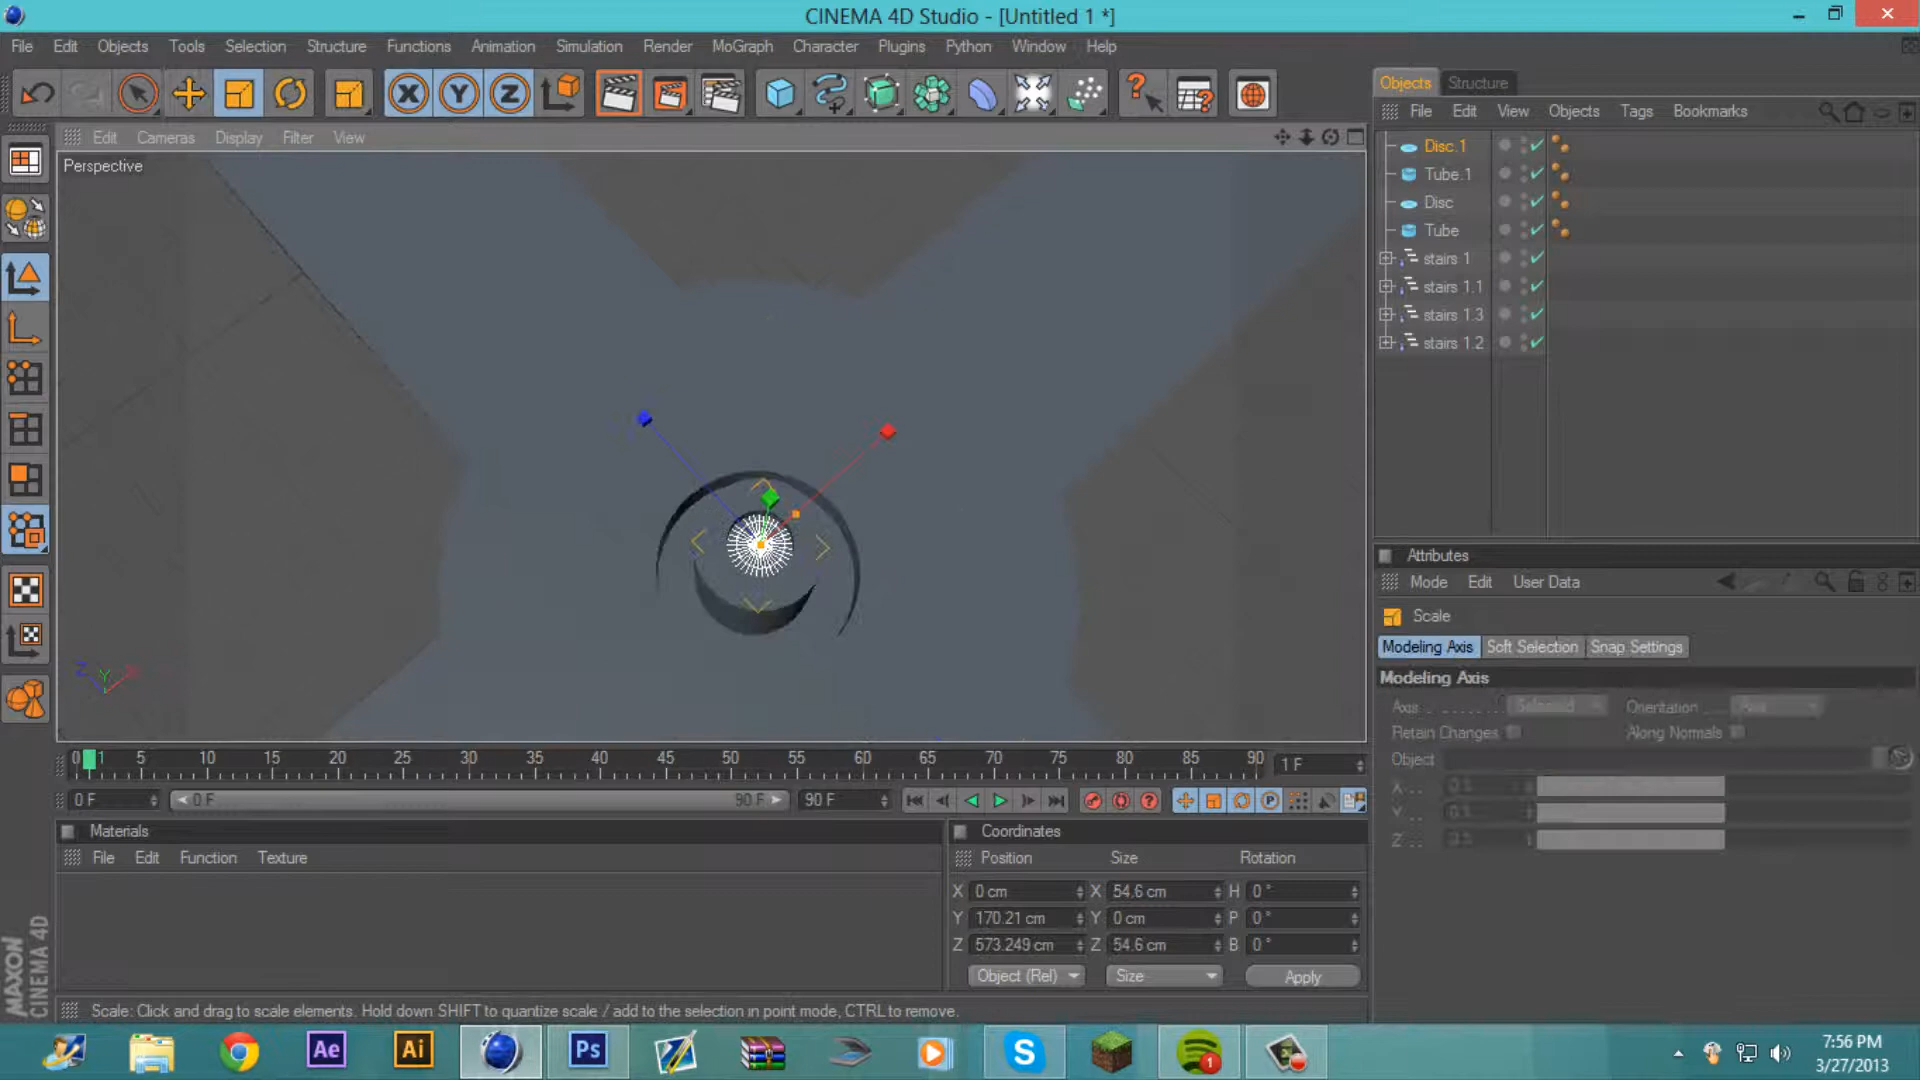 CINEMA 4D Studio - [Untitled 1 *]
File Edit Objects Tools Selection Structure Functions Animation Simulation Render MoGraph Character Plugins Python Window Help
X Y Z
Objects Structure
File Edit View Objects Tags Bookmarks
Edit Cameras Display Filter View
Perspective
Disc.1
Tube.1
Disc
Tube
stairs 1
stairs 1.1
stairs 1.3
stairs 1.2
Attributes
Mode Edit User Data
Scale
Modeling Axis Soft Selection Snap Settings
Modeling Axis
Axis Selected Orientation Axis
Retain Changes Along Normals
Object
X
Y
Z
Z Y X
0 1 5 10 15 20 25 30 35 40 45 50 55 60 65 70 75 80 85 90 1 F
0 F 0 F 90 F 90 F
Materials
File Edit Function Texture
Coordinates
Position Size Rotation
X 0 cm X 54.6 cm H 0 °
Y 170.21 cm Y 0 cm P 0 °
Z 573.249 cm Z 54.6 cm B 0 °
Object (Rel) Size Apply
MAXON
CINEMA 4D
Scale: Click and drag to scale elements. Hold down SHIFT to quantize scale / add to the selection in point mode, CTRL to remove.
Ae Ai Ps S 1
7:56 PM
3/27/2013